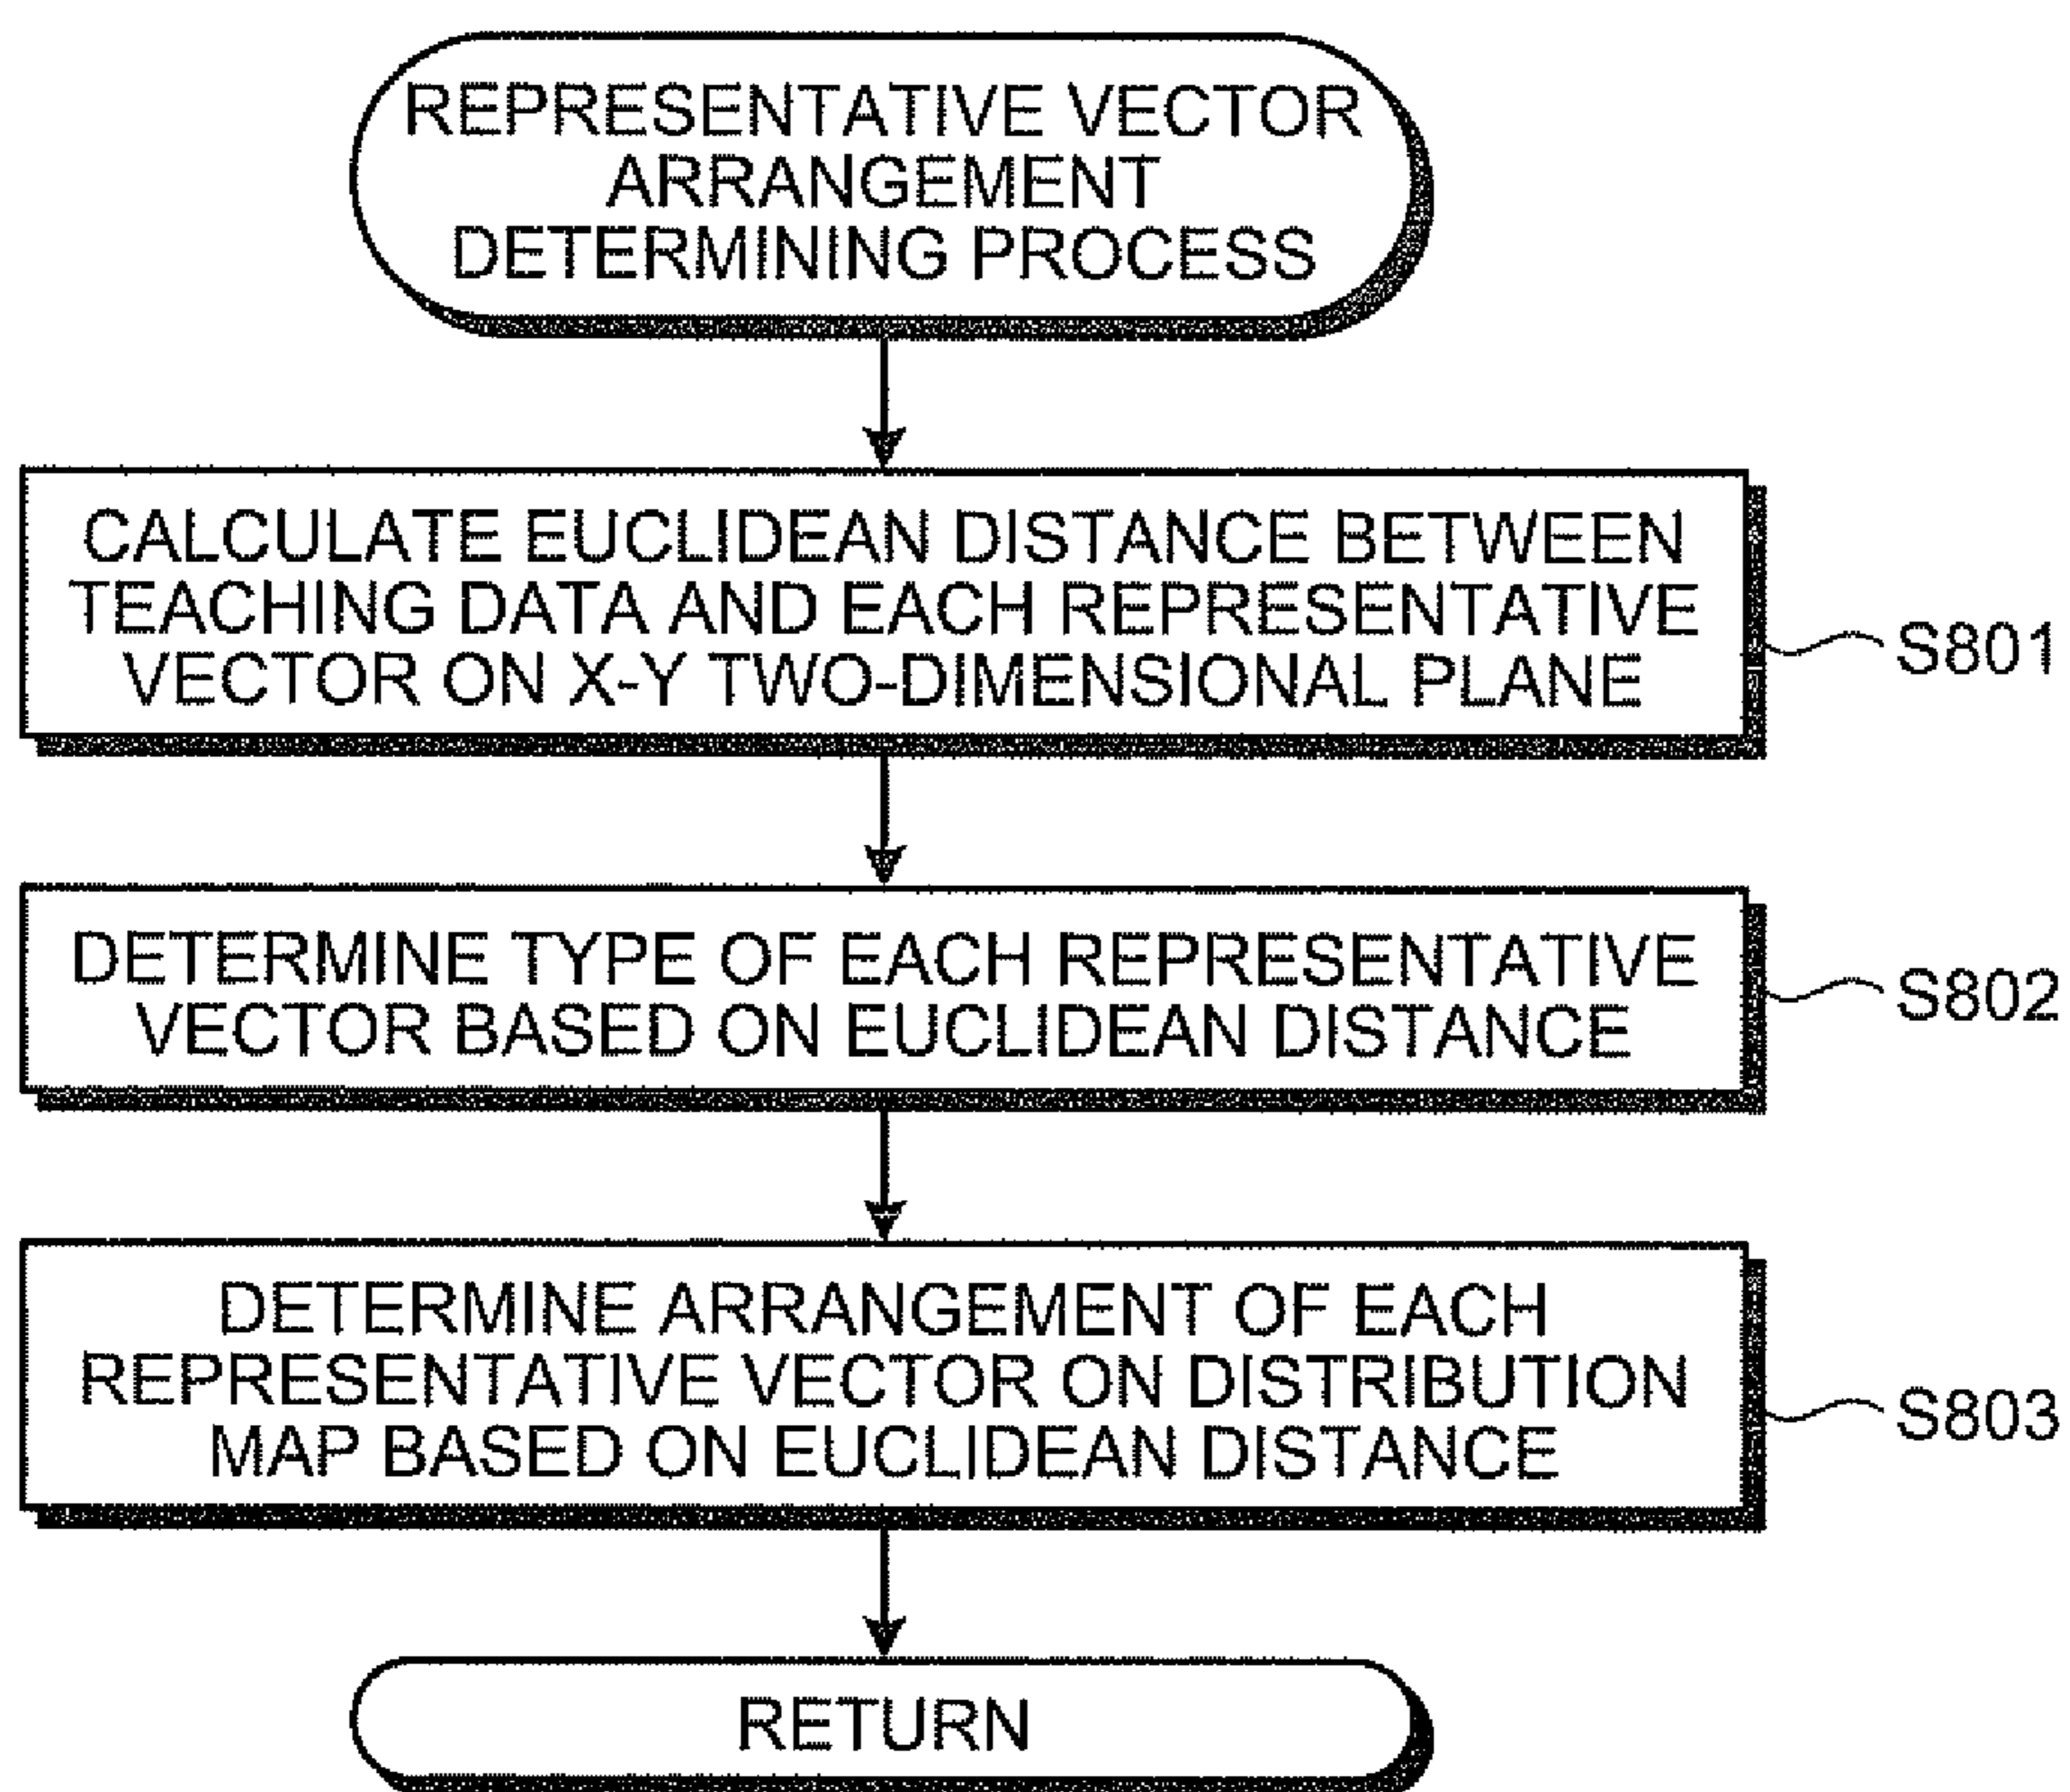 REPRESENTATIVE VECTOR
ARRANGEMENT
DETERMINING PROCESS
CALCULATE EUCLIDEAN DISTANCE BETWEEN
TEACHING DATA AND EACH REPRESENTATIVE
VECTOR ON X-Y TWO-DIMENSIONAL PLANE
S801
DETERMINE TYPE OF EACH REPRESENTATIVE
VECTOR BASED ON EUCLIDEAN DISTANCE
S802
DETERMINE ARRANGEMENT OF EACH
REPRESENTATIVE VECTOR ON DISTRIBUTION
MAP BASED ON EUCLIDEAN DISTANCE
S803
RETURN